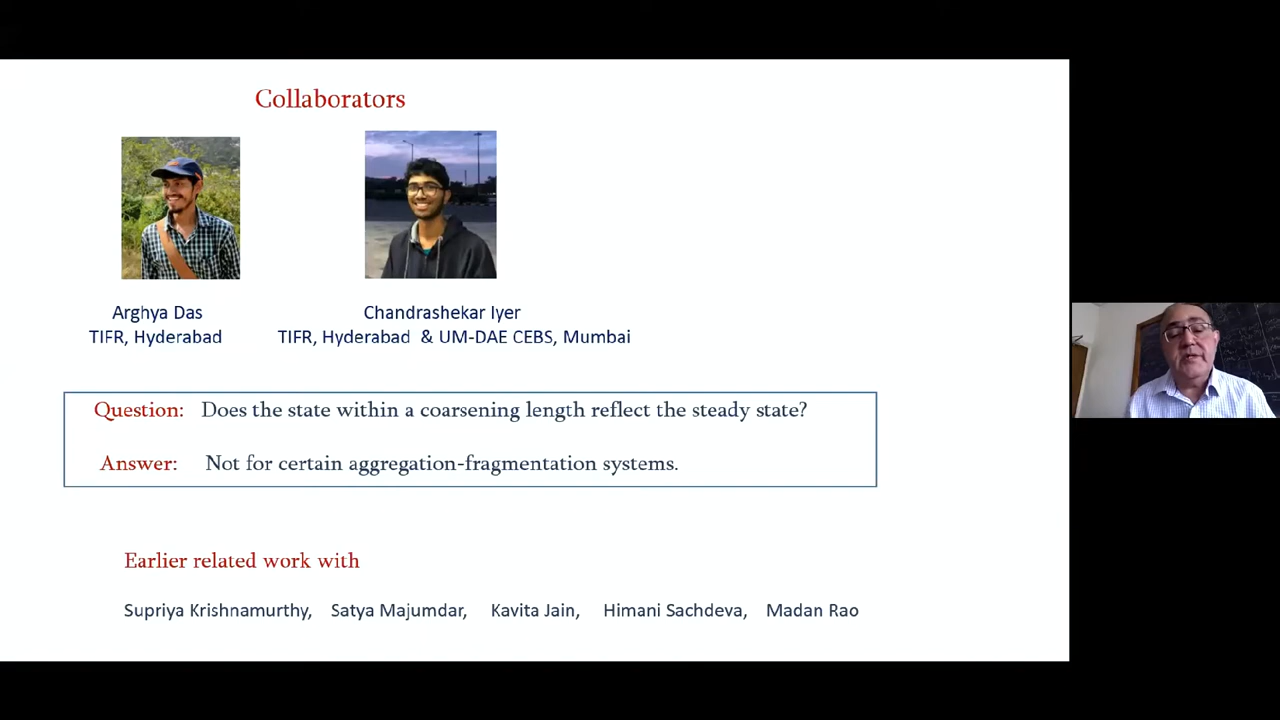 Collaborators
Arghya Das
TIFR, Hyderabad
Chandrashekar Iyer
TIFR, Hyderabad & UM-DAE CEBS, Mumbai
Question: Does the state within a coarsening length reflect the steady state?
Answer: Not for certain aggregation-fragmentation systems.
Earlier related work with
Supriya Krishnamurthy, Satya Majumdar, Kavita Jain, Himani Sachdeva, Madan Rao